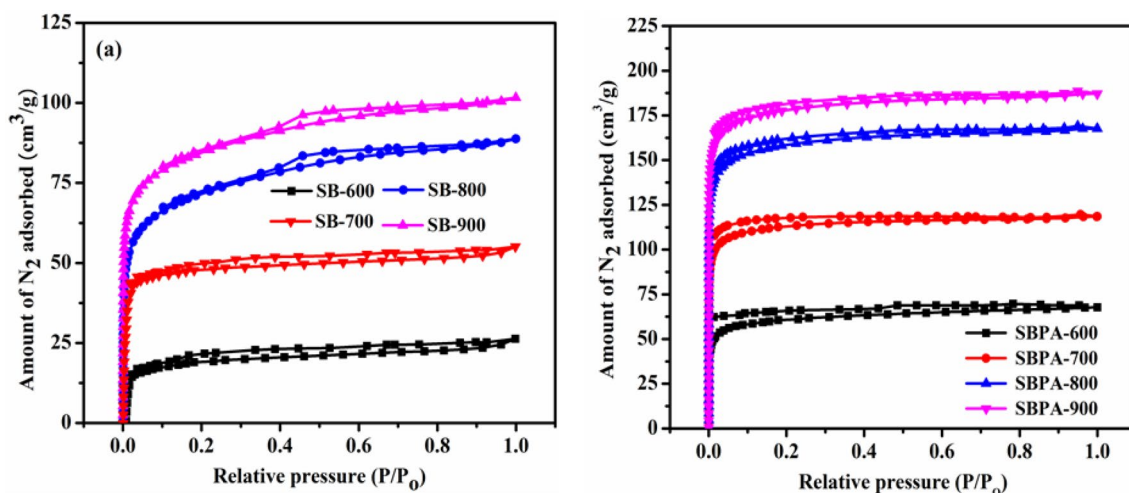 (a)
Amount of N2 adsorbed (cm3/g)
125
100
75
50
25
0
SB-600
SB-800
SB-700
SB-900
0.0 0.2 0.4 0.6 0.8 1.0
Relative pressure (P/Po)
Amount of N2 adsorbed (cm3/g)
225
200
175
150
125
100
75
50
25
0
SBPA-600
SBPA-700
SBPA-800
SBPA-900
0.0 0.2 0.4 0.6 0.8 1.0
Relative pressure (P/Po)